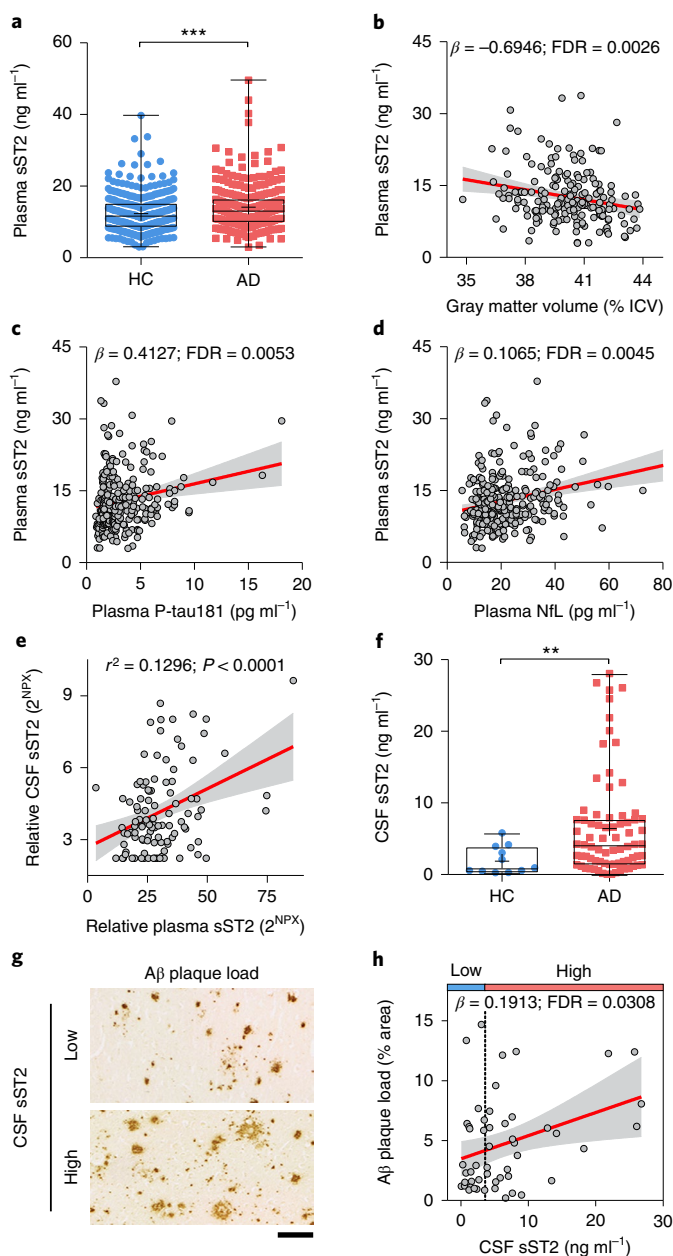 a
***
60
40
20
0
Plasma sST2 (ng ml⁻¹)
HC AD
b
β = –0.6946; FDR = 0.0026
45
30
15
0
Plasma sST2 (ng ml⁻¹)
35 38 41 44
Gray matter volume (% ICV)
c
β = 0.4127; FDR = 0.0053
45
30
15
0
Plasma sST2 (ng ml⁻¹)
0 5 10 15 20
Plasma P-tau181 (pg ml⁻¹)
d
β = 0.1065; FDR = 0.0045
45
30
15
0
Plasma sST2 (ng ml⁻¹)
0 20 40 60 80
Plasma NfL (pg ml⁻¹)
e
r² = 0.1296; P < 0.0001
9
6
3
Relative CSF sST2 (2^NPX)
0 25 50 75
Relative plasma sST2 (2^NPX)
f
**
30
20
10
0
CSF sST2 (ng ml⁻¹)
HC AD
g
Aβ plaque load
CSF sST2
Low
High
h
Low High
β = 0.1913; FDR = 0.0308
20
15
10
5
0
Aβ plaque load (% area)
0 10 20 30
CSF sST2 (ng ml⁻¹)